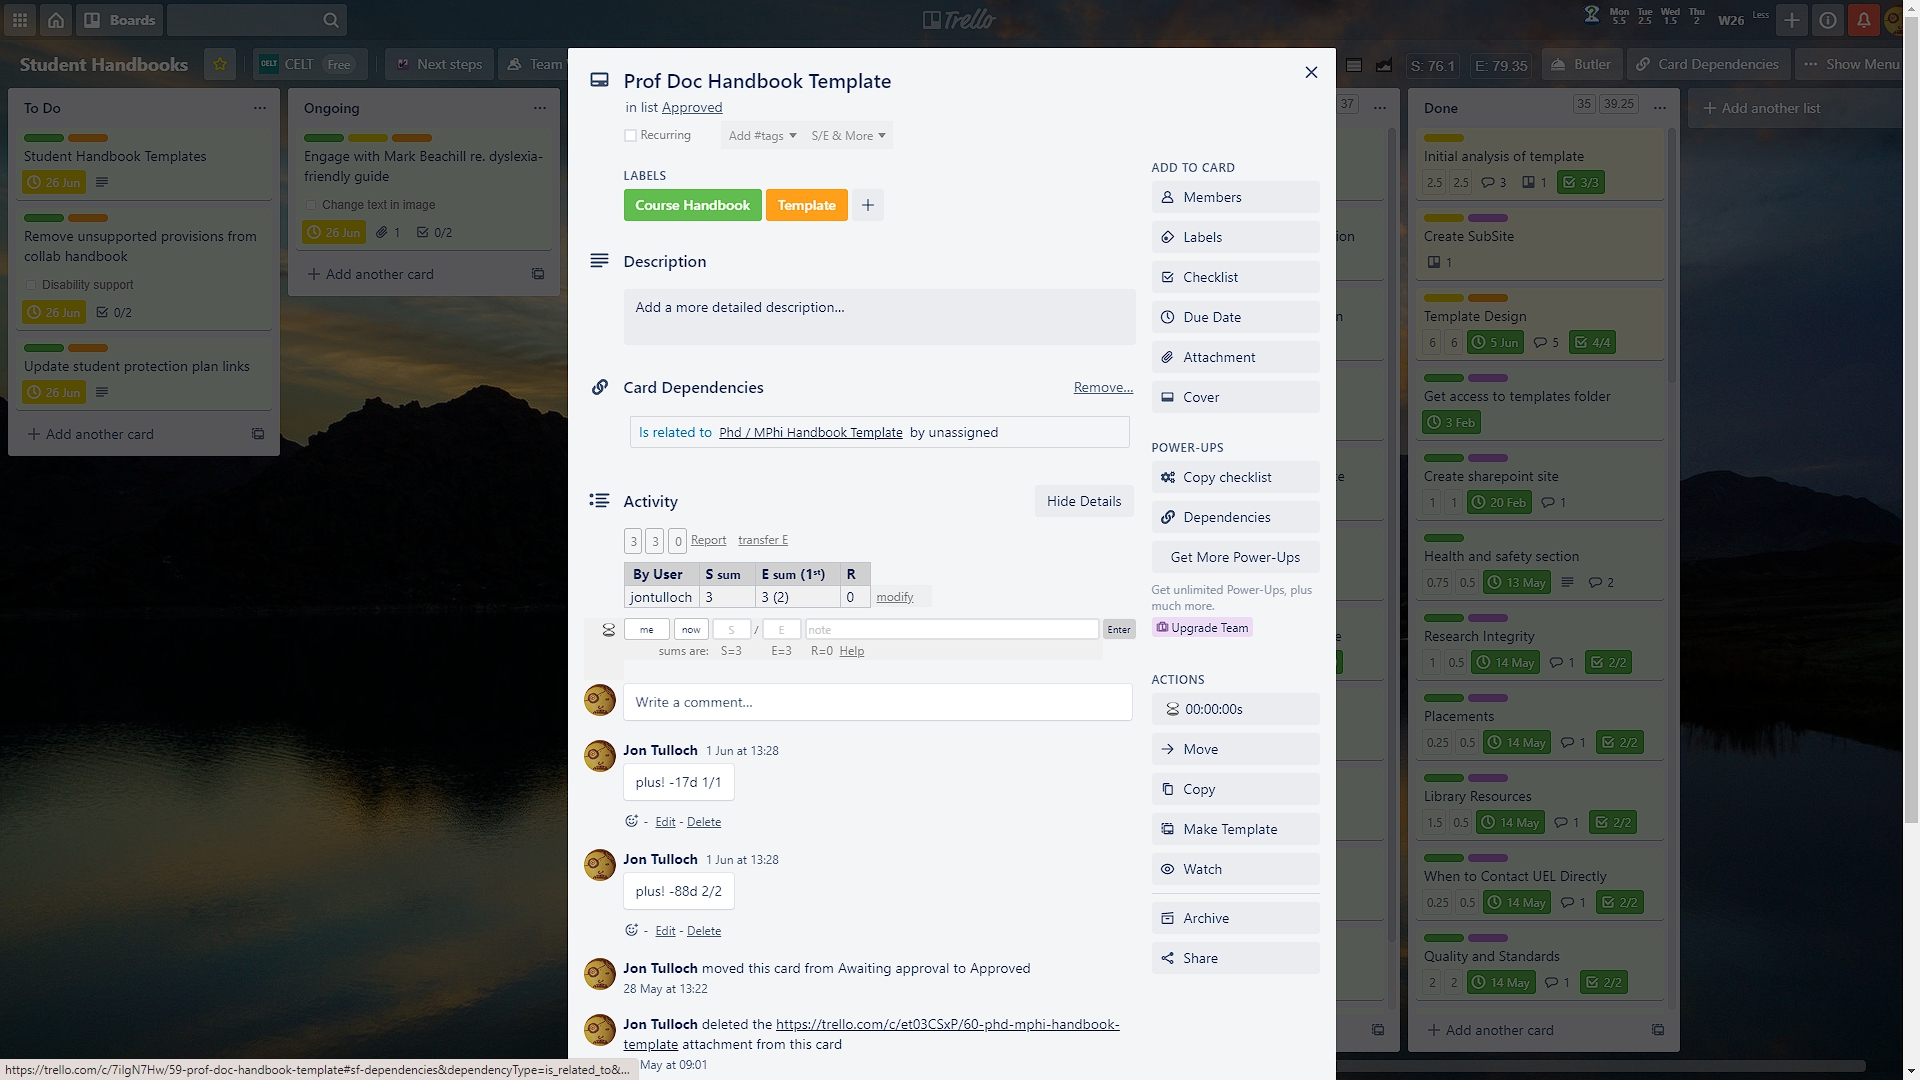 Boards
Trello
Mon
5.5
Tue
2.5
Wed
1.5
Thu
2
W26
Less
Student Handbooks
CELT CELT Free
Next steps
Team
S: 76.1
E: 79.35
Butler
Card Dependencies
Show Menu
To Do
Student Handbook Templates
26 Jun
Remove unsupported provisions from
collab handbook
Disability support
26 Jun 0/2
Update student protection plan links
26 Jun
Add another card
Ongoing
Engage with Mark Beachill re. dyslexia-
friendly guide
Change text in image
26 Jun 1 0/2
Add another card
Prof Doc Handbook Template
in list Approved
Recurring
Add #tags S/E & More
LABELS
Course Handbook Template
Description
Add a more detailed description...
Card Dependencies Remove...
Is related to Phd / MPhi Handbook Template by unassigned
Activity Hide Details
3 3 0 Report transfer E
By User S sum E sum (1st) R
jontulloch 3 3 (2) 0 modify
me now S / E note Enter
sums are: S=3 E=3 R=0 Help
Write a comment...
Jon Tulloch 1 Jun at 13:28
plus! -17d 1/1
- Edit - Delete
Jon Tulloch 1 Jun at 13:28
plus! -88d 2/2
- Edit - Delete
Jon Tulloch moved this card from Awaiting approval to Approved
28 May at 13:22
Jon Tulloch deleted the https://trello.com/c/et03CSxP/60-phd-mphi-handbook-
template attachment from this card
May at 09:01
ADD TO CARD
Members
Labels
Checklist
Due Date
Attachment
Cover
POWER-UPS
Copy checklist
Dependencies
Get More Power-Ups
Get unlimited Power-Ups, plus
much more.
Upgrade Team
ACTIONS
00:00:00s
Move
Copy
Make Template
Watch
Archive
Share
37
Done 35 39.25
Initial analysis of template
2.5 2.5 3 1 3/3
Create SubSite
1
Template Design
6 6 5 Jun 5 4/4
Get access to templates folder
3 Feb
Create sharepoint site
1 1 20 Feb 1
Health and safety section
0.75 0.5 13 May 2
Research Integrity
1 0.5 14 May 1 2/2
Placements
0.25 0.5 14 May 1 2/2
Library Resources
1.5 0.5 14 May 1 2/2
When to Contact UEL Directly
0.25 0.5 14 May 1 2/2
Quality and Standards
2 2 14 May 1 2/2
Add another card
Add another list
https://trello.com/c/7iIgN7Hw/59-prof-doc-handbook-template#sf-dependencies&dependencyType=is_related_to&...